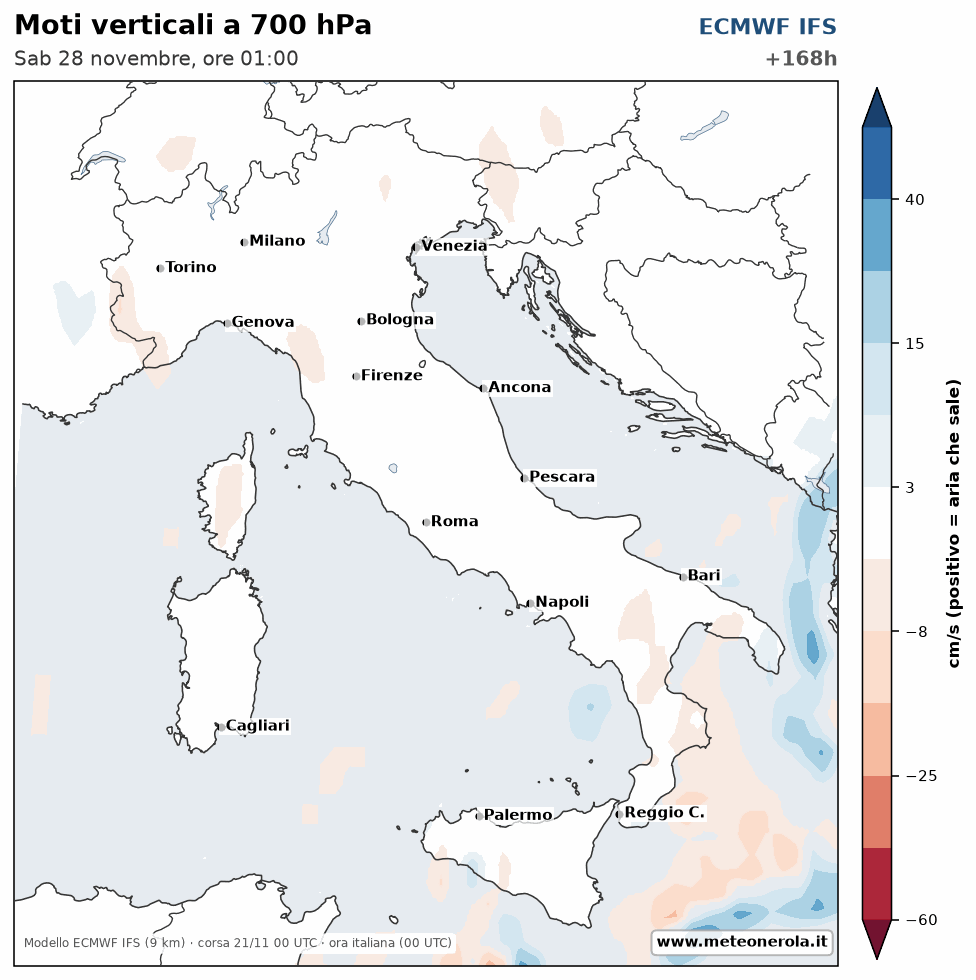 Moti verticali a 700 hPa
ECMWF IFS
Sab 28 novembre, ore 01:00
+168h
Milano
Venezia
Torino
Genova
Bologna
Firenze
Ancona
Pescara
Roma
Bari
Napoli
Cagliari
Palermo
Reggio C.
40
15
3
−8
−25
−60
cm/s (positivo = aria che sale)
Modello ECMWF IFS (9 km) · corsa 21/11 00 UTC · ora italiana (00 UTC)
www.meteonerola.it